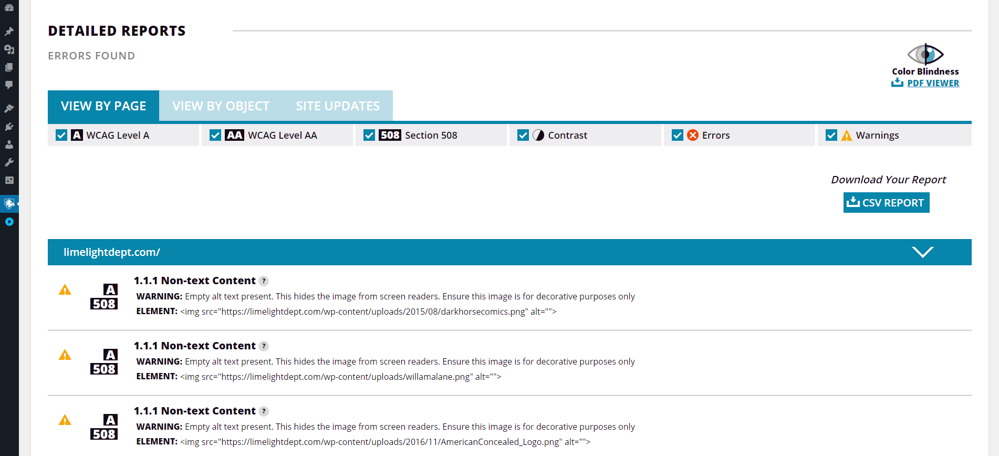 DETAILED REPORTS
ERRORS FOUND
Color Blindness
PDF VIEWER
VIEW BY PAGE VIEW BY OBJECT SITE UPDATES
A WCAG Level A AA WCAG Level AA 508 Section 508 Contrast Errors Warnings
Download Your Report
CSV REPORT
limelightdept.com/
1.1.1 Non-text Content ?
A
508
WARNING: Empty alt text present. This hides the image from screen readers. Ensure this image is for decorative purposes only
ELEMENT: <img src="https://limelightdept.com/wp-content/uploads/2015/08/darkhorsecomics.png" alt="">
1.1.1 Non-text Content ?
A
508
WARNING: Empty alt text present. This hides the image from screen readers. Ensure this image is for decorative purposes only
ELEMENT: <img src="https://limelightdept.com/wp-content/uploads/willamalane.png" alt="">
1.1.1 Non-text Content ?
A
508
WARNING: Empty alt text present. This hides the image from screen readers. Ensure this image is for decorative purposes only
ELEMENT: <img src="https://limelightdept.com/wp-content/uploads/2016/11/AmericanConcealed_Logo.png" alt="">